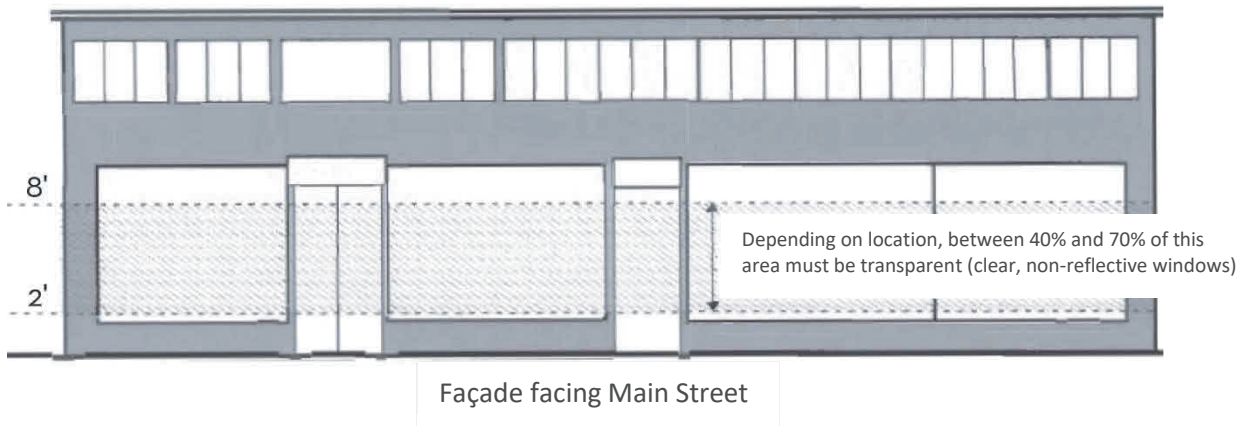 8'
Depending on location, between 40% and 70% of this
area must be transparent (clear, non-reflective windows)
2'
Façade facing Main Street